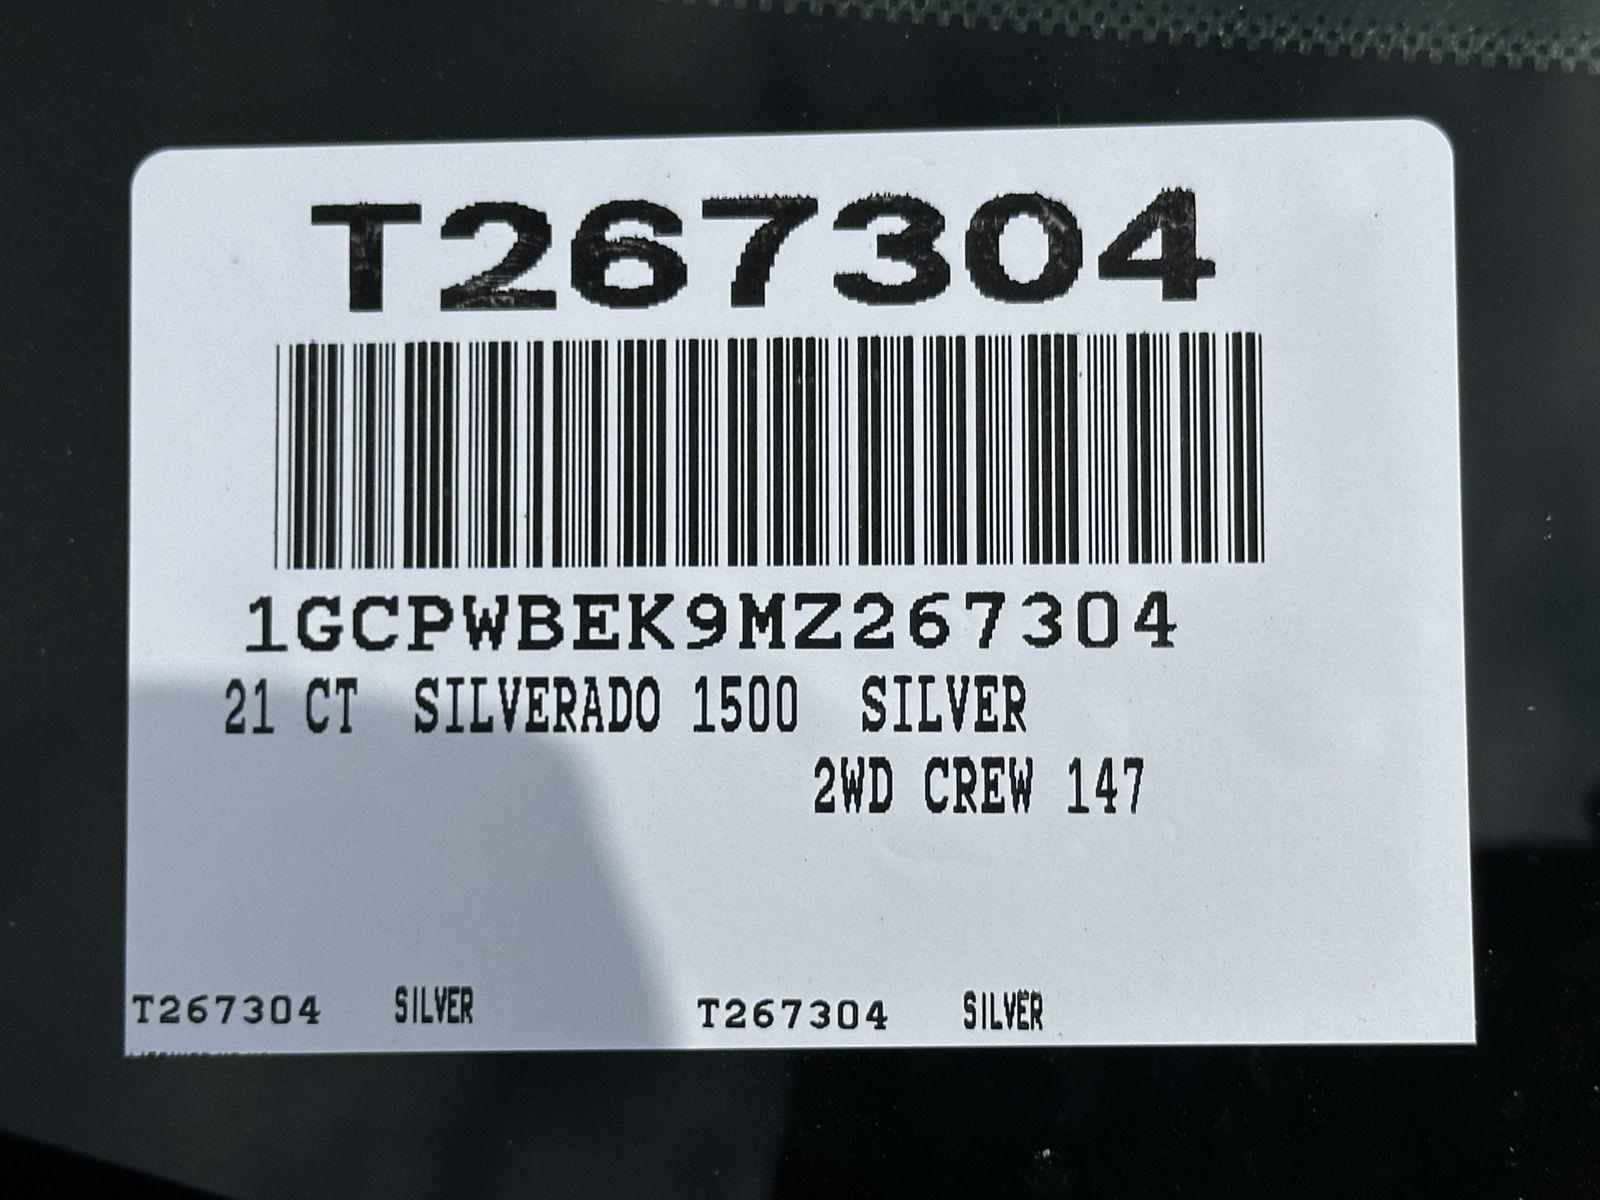 T267304
1GCPWBEK9MZ267304
21 CT SILVERADO 1500 SILVER
2WD CREW 147
T267304 SILVER T267304 SILVER